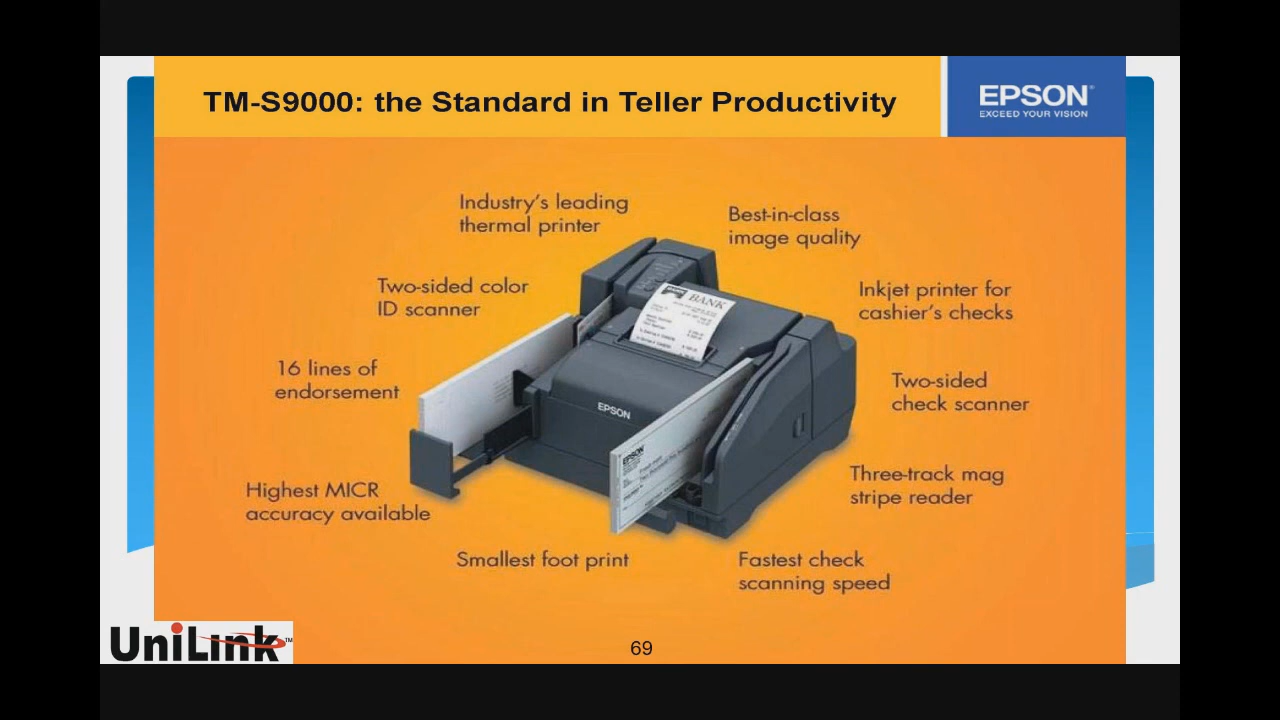 TM-S9000: the Standard in Teller Productivity
EPSON
EXCEED YOUR VISION
Industry's leading
thermal printer
Best-in-class
image quality
Two-sided color
ID scanner
Inkjet printer for
cashier's checks
BANK
16 lines of
endorsement
Two-sided
check scanner
EPSON
EPSON
Highest MICR
accuracy available
Three-track mag
stripe reader
Smallest foot print
Fastest check
scanning speed
UniLink™
69